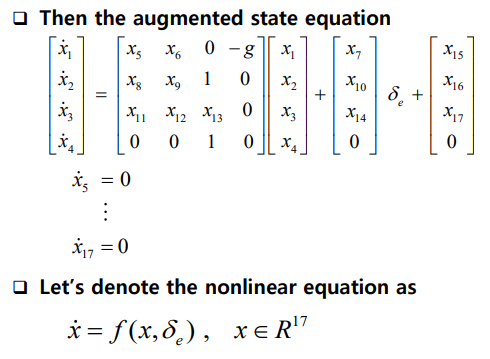 ❑ Then the augmented state equation
[ẋ₁] = [x₅ x₆ 0 −g] [x₁] + [x₇] δₑ + [x₁₅]
[ẋ₂] [x₈ x₉ 1 0] [x₂] [x₁₀] [x₁₆]
[ẋ₃] [x₁₁ x₁₂ x₁₃ 0] [x₃] [x₁₄] [x₁₇]
[ẋ₄] [0 0 1 0] [x₄] [0] [0]
ẋ₅ = 0
⋮
ẋ₁₇ = 0
❑ Let’s denote the nonlinear equation as
ẋ = f(x, δₑ) , x ∈ R¹⁷